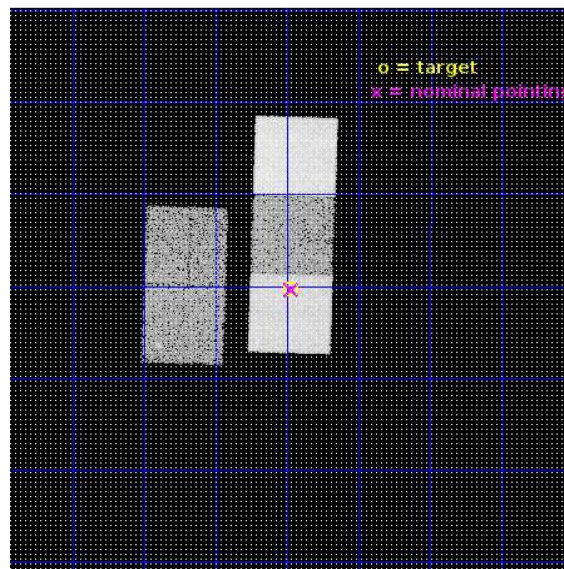 o = target
x = nominal pointing